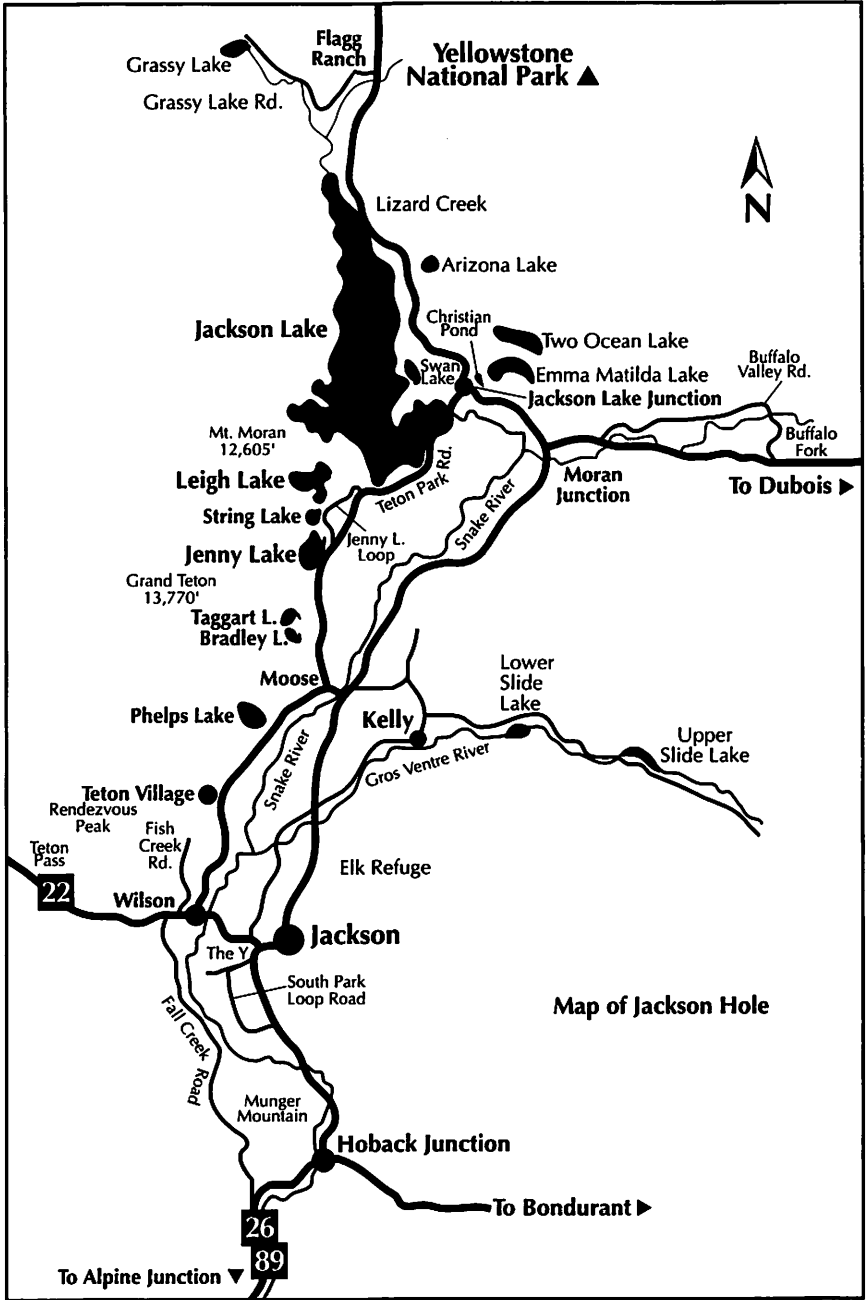 Flagg
Ranch
Yellowstone
National Park ▲
Grassy Lake
Grassy Lake Rd.
N
Lizard Creek
Arizona Lake
Jackson Lake
Christian
Pond
Two Ocean Lake
Swan
Lake
Emma Matilda Lake
Jackson Lake Junction
Buffalo
Valley Rd.
Buffalo
Fork
Mt. Moran
12,605'
Moran
Junction
To Dubois ▶
Leigh Lake
Teton Park Rd.
Snake River
String Lake
Jenny L.
Loop
Jenny Lake
Grand Teton
13,770'
Taggart L.
Bradley L.
Moose
Lower
Slide
Lake
Phelps Lake
Kelly
Upper
Slide Lake
Snake River
Gros Ventre River
Teton Village
Rendezvous
Peak
Fish
Creek
Rd.
Teton
Pass
22
Elk Refuge
Wilson
Jackson
The Y
South Park
Loop Road
Map of Jackson Hole
Fall Creek Road
Munger
Mountain
Hoback Junction
To Bondurant ▶
26
89
To Alpine Junction ▼